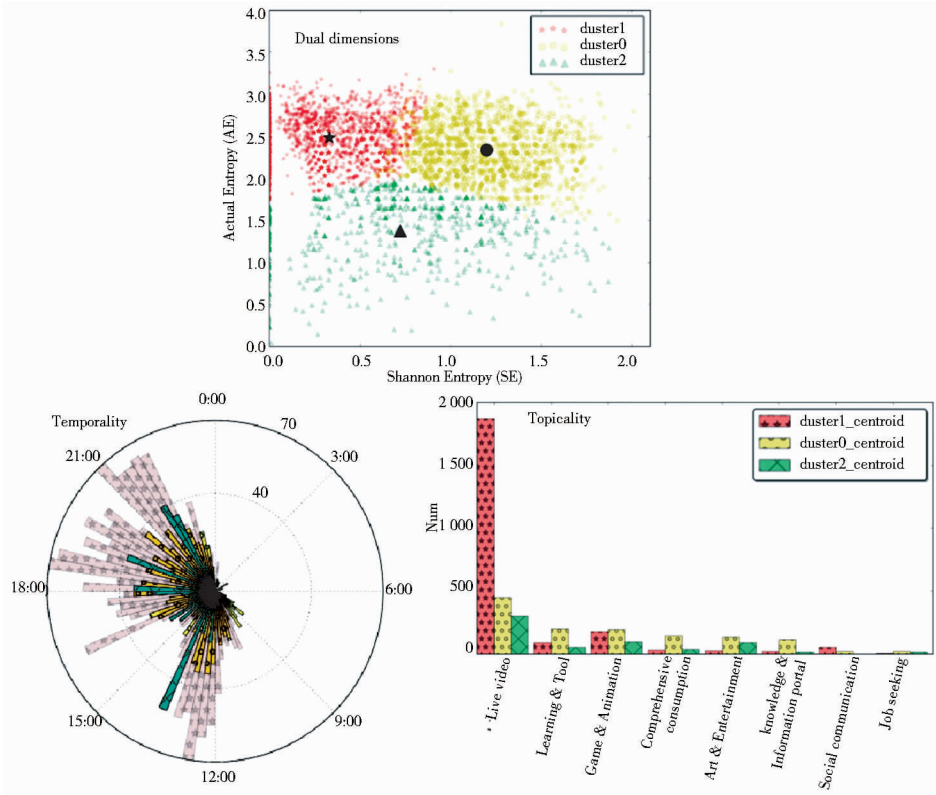 Dual dimensions
duster1
duster0
duster2
4.0
3.5
3.0
2.5
2.0
1.5
1.0
0.5
0.0
Actual Entropy (AE)
0.0
0.5
1.0
1.5
2.0
Shannon Entropy (SE)
Temporality
0:00
70
3:00
40
6:00
9:00
12:00
15:00
18:00
21:00
Topicality
duster1_centroid
duster0_centroid
duster2_centroid
2 000
1 500
1 000
500
0
Num
Live video
Learning & Tool
Game & Animation
Comprehensive
consumption
Art & Entertainment
knowledge &
Information portal
Social communication
Job seeking